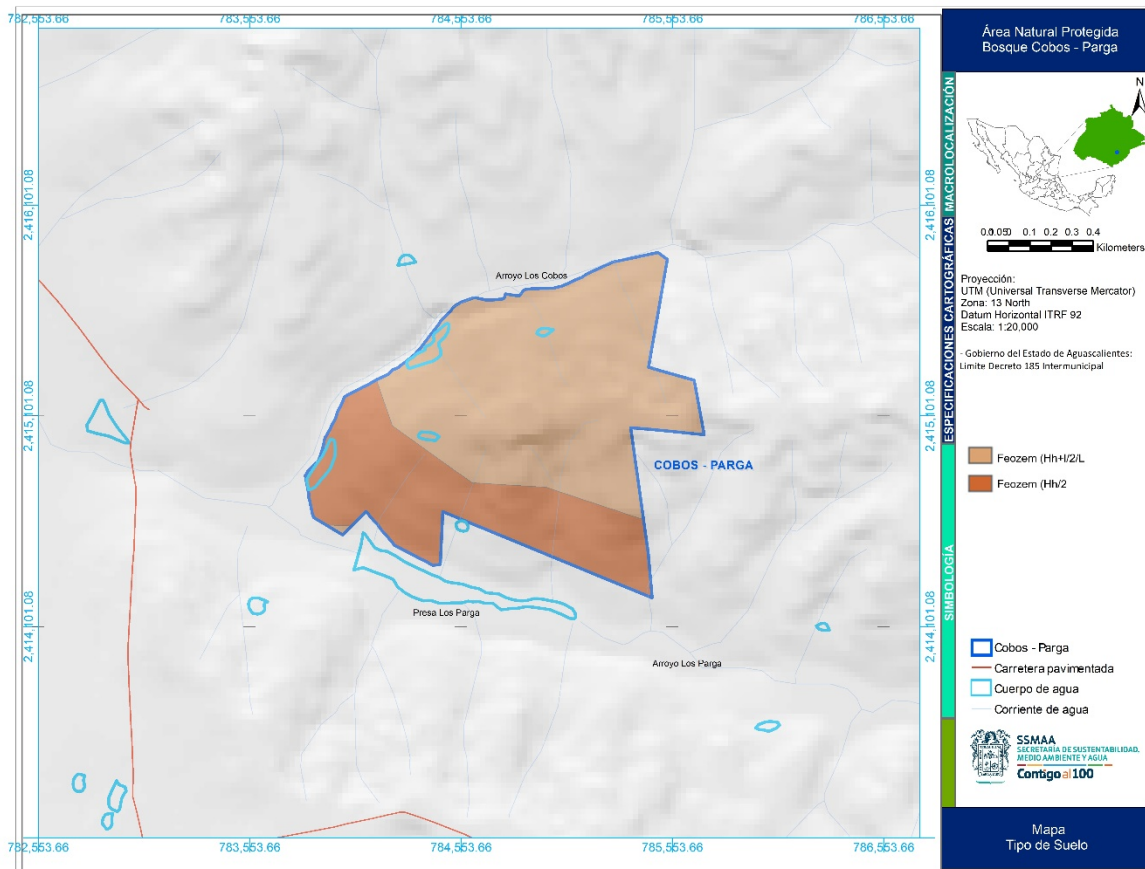 782,553.66
783,553.66
784,553.66
785,553.66
786,553.66
2,416,101.08
2,415,101.08
2,414,101.08
Arroyo Los Cobos
COBOS - PARGA
Presa Los Parga
Arroyo Los Parga
2,416,101.08
2,415,101.08
2,414,101.08
782,553.66
783,553.66
784,553.66
785,553.66
786,553.66
Área Natural Protegida
Bosque Cobos - Parga
MACROLOCALIZACIÓN
N
0.1 0.2 0.3 0.4
Kilometers
ESPECIFICACIONES CARTOGRÁFICAS
Proyección:
UTM (Universal Transverse Mercator)
Zona: 13 North
Datum Horizontal ITRF 92
Escala: 1:20,000
- Gobierno del Estado de Aguascalientes:
Limite Decreto 185 Intermunicipal
SIMBOLOGÍA
Feozem (Hh+I/2/L
Feozem (Hh/2
Cobos - Parga
Carretera pavimentada
Cuerpo de agua
Corriente de agua
SSMAA
SECRETARÍA DE SUSTENTABILIDAD,
MEDIO AMBIENTE Y AGUA
Contigo al 100
Mapa
Tipo de Suelo